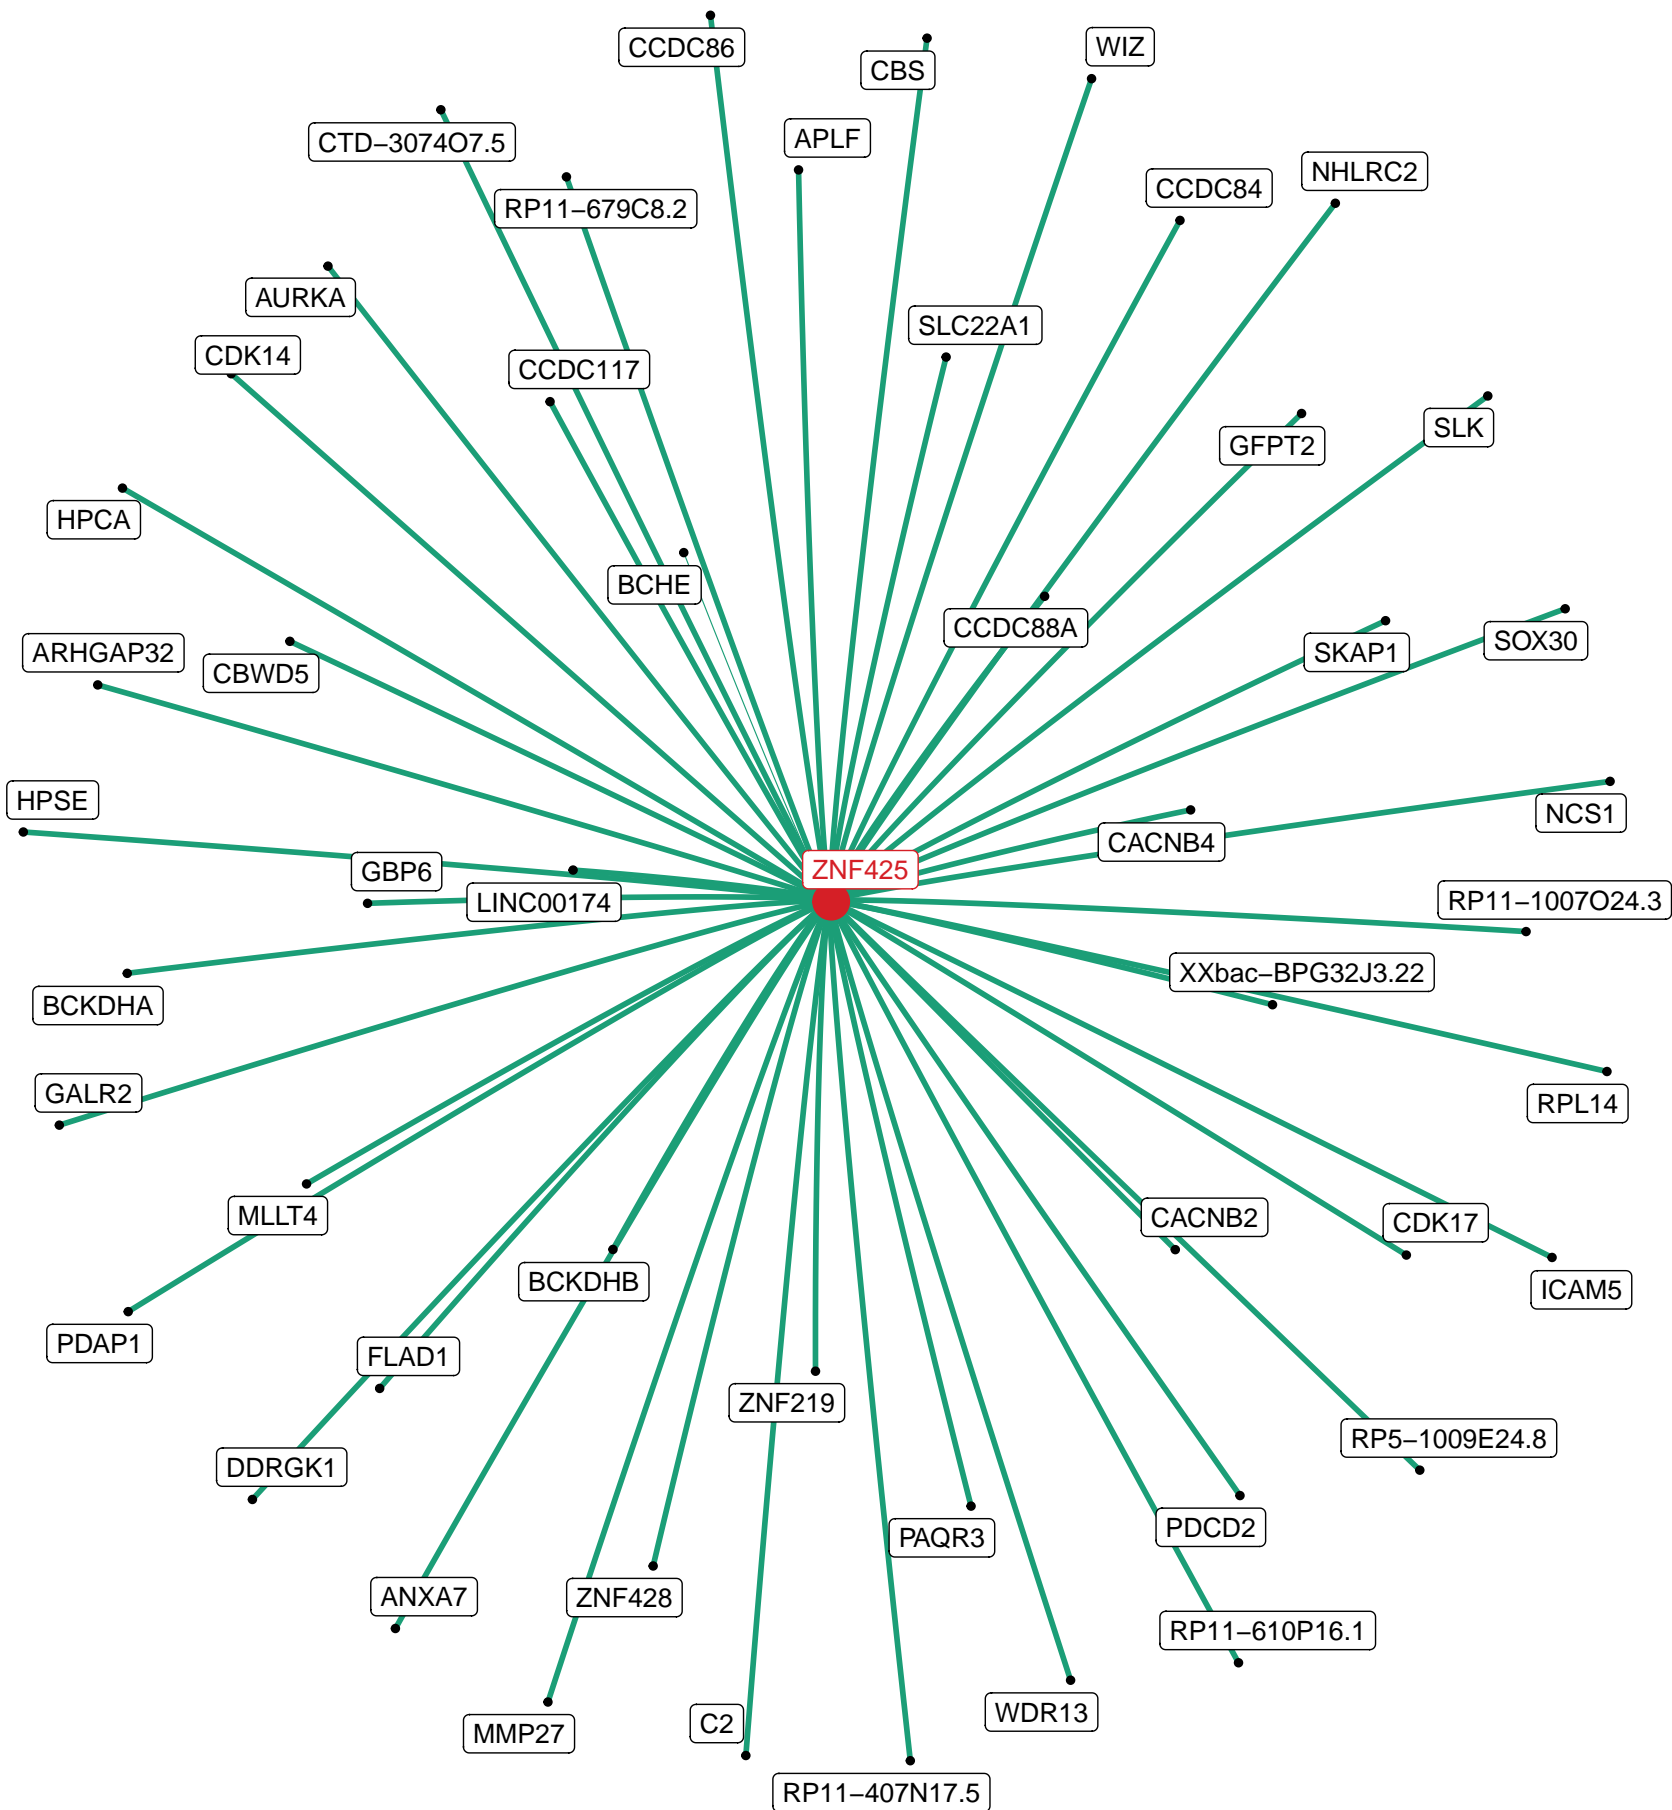 CCDC86
WIZ
CBS
APLF
CTD−3074O7.5
NHLRC2
CCDC84
RP11−679C8.2
AURKA
SLC22A1
CDK14
CCDC117
SLK
GFPT2
HPCA
BCHE
CCDC88A
SOX30
ARHGAP32
SKAP1
CBWD5
HPSE
NCS1
CACNB4
ZNF425
GBP6
RP11−1007O24.3
LINC00174
XXbac−BPG32J3.22
BCKDHA
GALR2
RPL14
MLLT4
CACNB2
CDK17
BCKDHB
ICAM5
PDAP1
FLAD1
ZNF219
RP5−1009E24.8
DDRGK1
PDCD2
PAQR3
ANXA7
ZNF428
RP11−610P16.1
WDR13
C2
MMP27
RP11−407N17.5